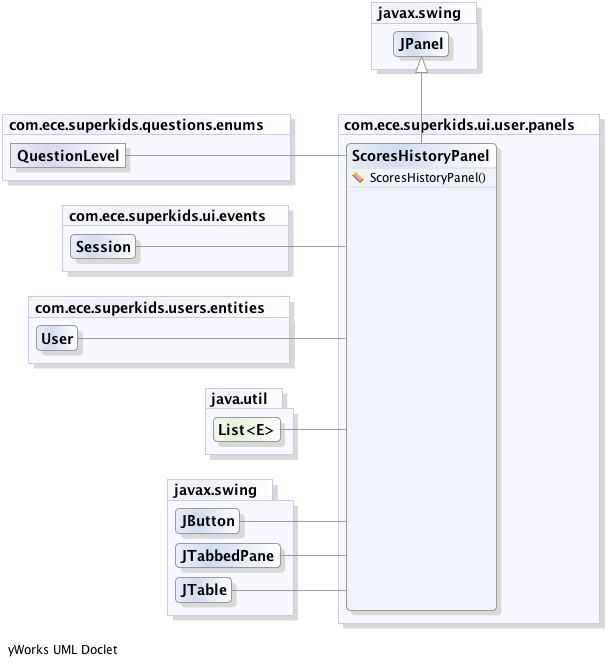 javax.swing
JPanel
com.ece.superkids.questions.enums
QuestionLevel
com.ece.superkids.ui.user.panels
ScoresHistoryPanel
ScoresHistoryPanel()
com.ece.superkids.ui.events
Session
com.ece.superkids.users.entities
User
java.util
List<E>
javax.swing
JButton
JTabbedPane
JTable
yWorks UML Doclet